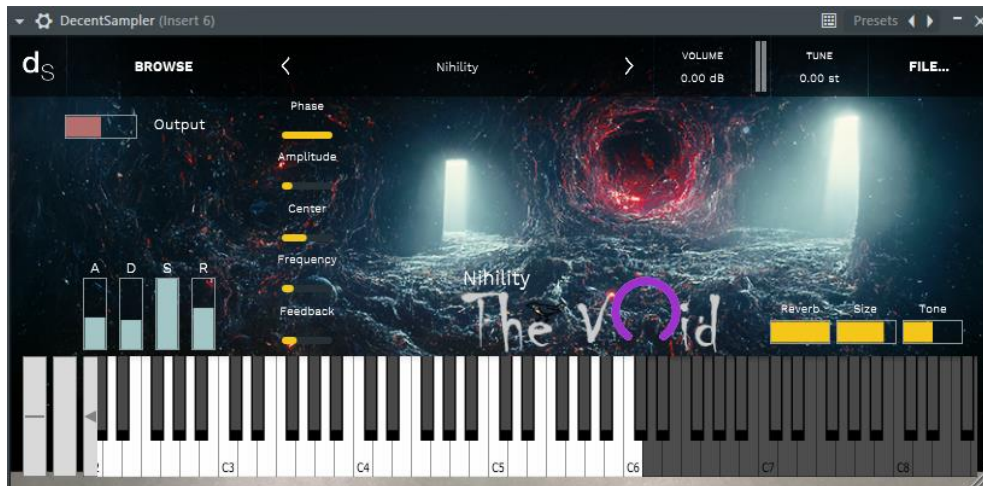 DecentSampler (Insert 6)
Presets
ds
BROWSE
Nihility
VOLUME
0.00 dB
TUNE
0.00 st
FILE...
Output
Phase
Amplitude
Center
Frequency
Feedback
A D S R
Nihility
The Void
Reverb Size Tone
C3 C4 C5 C6 C7 C8